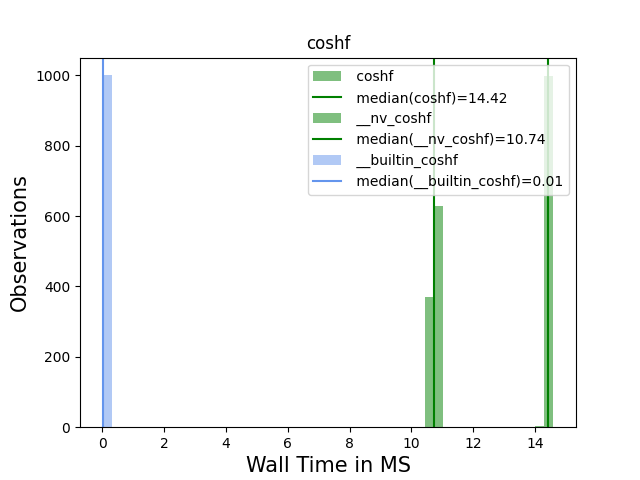 coshf
1000
800
600
400
200
0
Observations
coshf
median(coshf)=14.42
__nv_coshf
median(__nv_coshf)=10.74
__builtin_coshf
median(__builtin_coshf)=0.01
0 2 4 6 8 10 12 14
Wall Time in MS